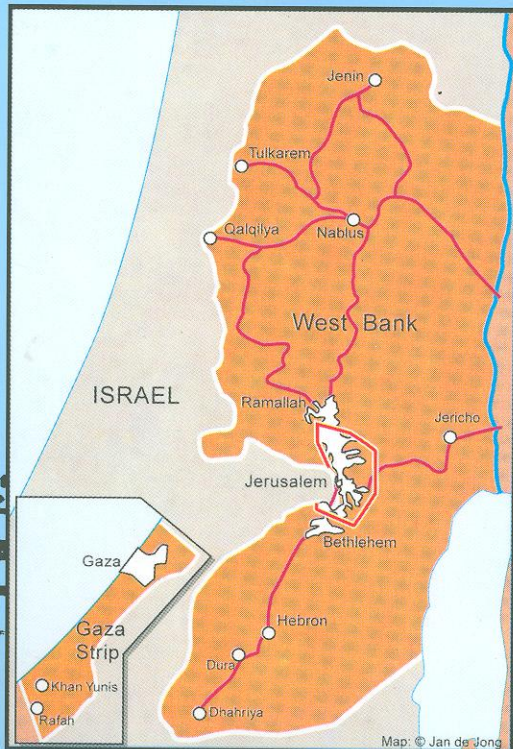 Jenin
Tulkarem
Qalqilya
Nablus
West Bank
ISRAEL
Ramallah
Jericho
Jerusalem
Bethlehem
Gaza
Gaza
Strip
Hebron
Dura
Khan Yunis
Rafah
Dhahriya
Map: © Jan de Jong